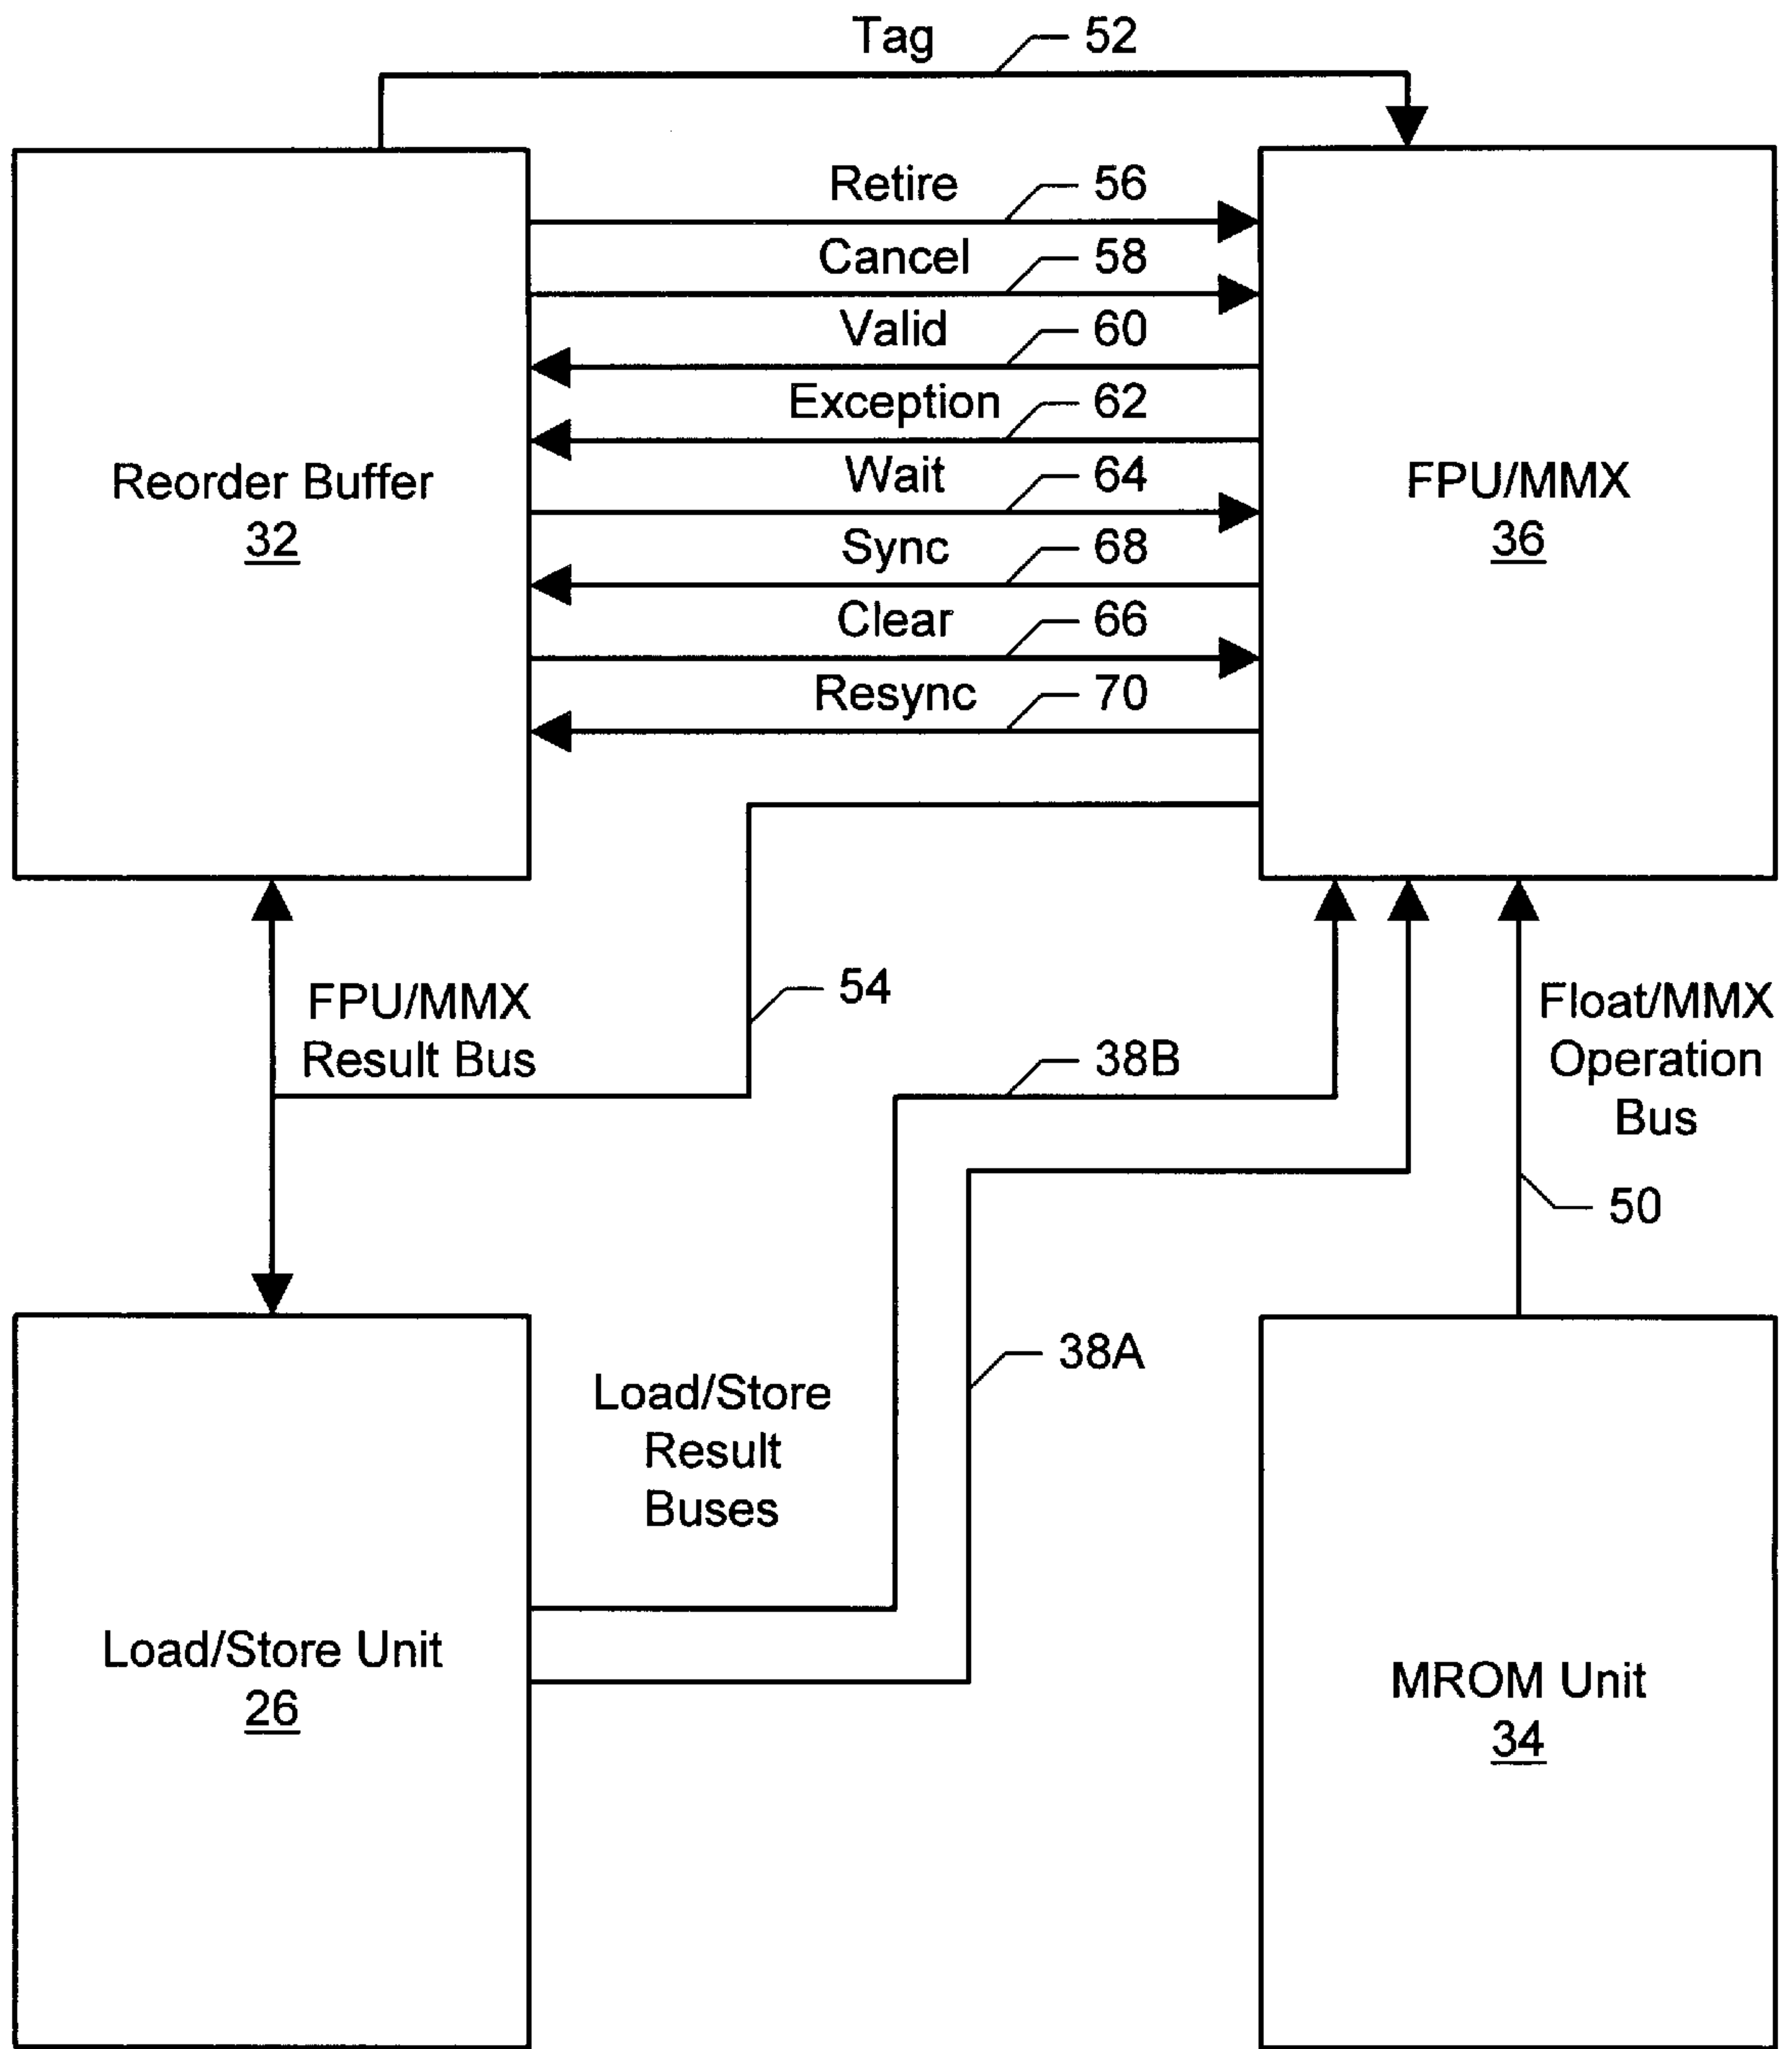 Tag 52
Retire 56
Cancel 58
Valid 60
Exception 62
Reorder Buffer
32
Wait 64
FPU/MMX
36
Sync 68
Clear 66
Resync 70
FPU/MMX
Result Bus
54
38B
Float/MMX
Operation
Bus
50
38A
Load/Store
Result
Buses
Load/Store Unit
26
MROM Unit
34